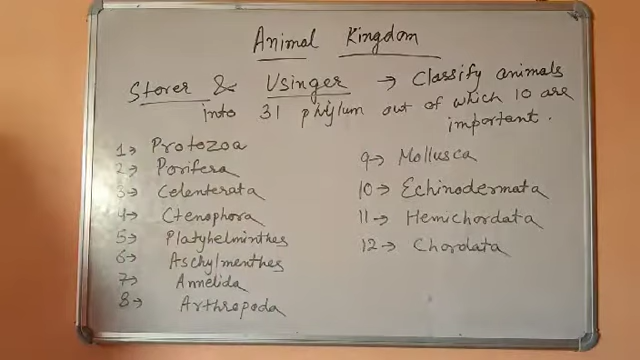 Animal Kingdom
Storer & Usinger → Classify animals
into 31 phylum out of which 10 are
important.
1→ Protozoa
2→ Porifera
3→ Celenterata
4→ Ctenophora
5→ Platyhelminthes
6→ Aschylmenthes
7→ Annelida
8→ Arthropoda
9→ Mollusca
10→ Echinodermata
11→ Hemichordata
12→ Chordata